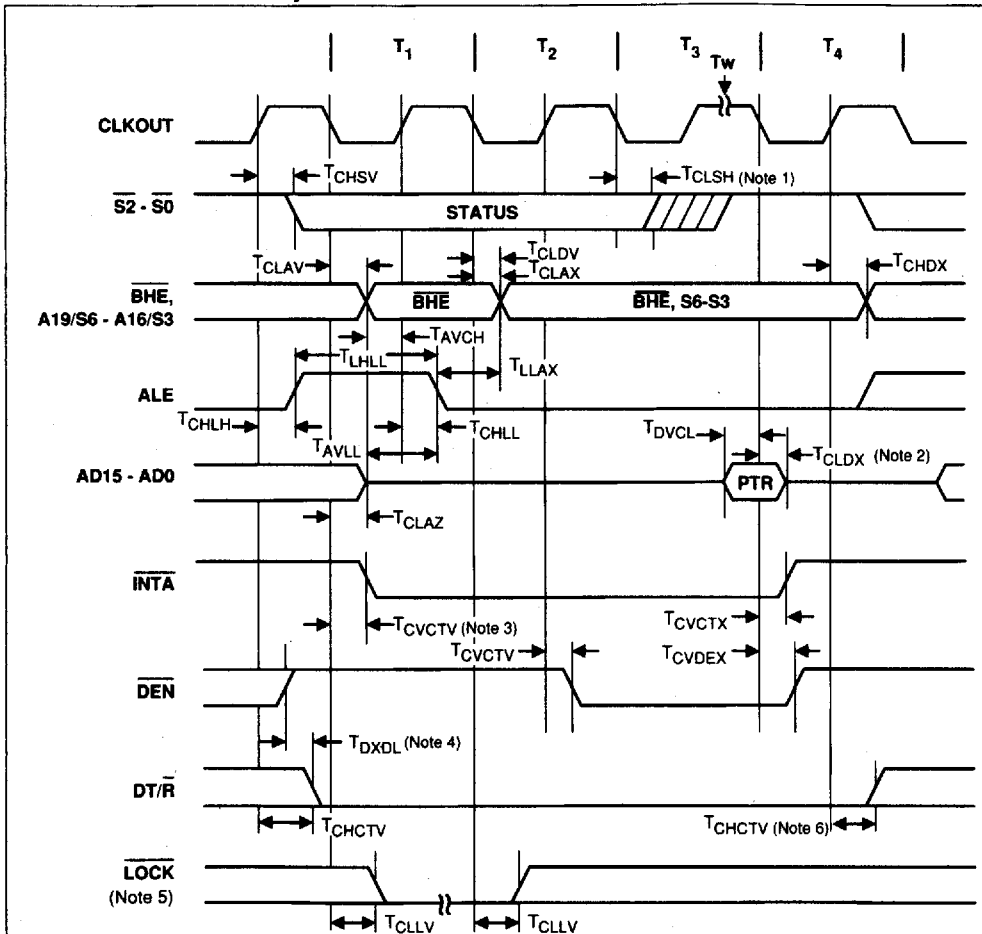 T1 T2 T3 T4
TW
CLKOUT
TCHSV TCLSH (Note 1)
S2 - S0 STATUS
TCLDV
TCLAV TCLAX TCHDX
BHE,
A19/S6 - A16/S3 BHE BHE, S6-S3
TAVCH
TLHLL TLLAX
ALE
TCHLH TCHLL TDVCL
TAVLL TCLDX (Note 2)
AD15 - AD0 PTR
TCLAZ
INTA
TCVCTV (Note 3) TCVCTX
TCVCTV TCVDEX
DEN
TDXDL (Note 4)
DT/R
TCHCTV TCHCTV (Note 6)
LOCK
(Note 5)
TCLLV TCLLV